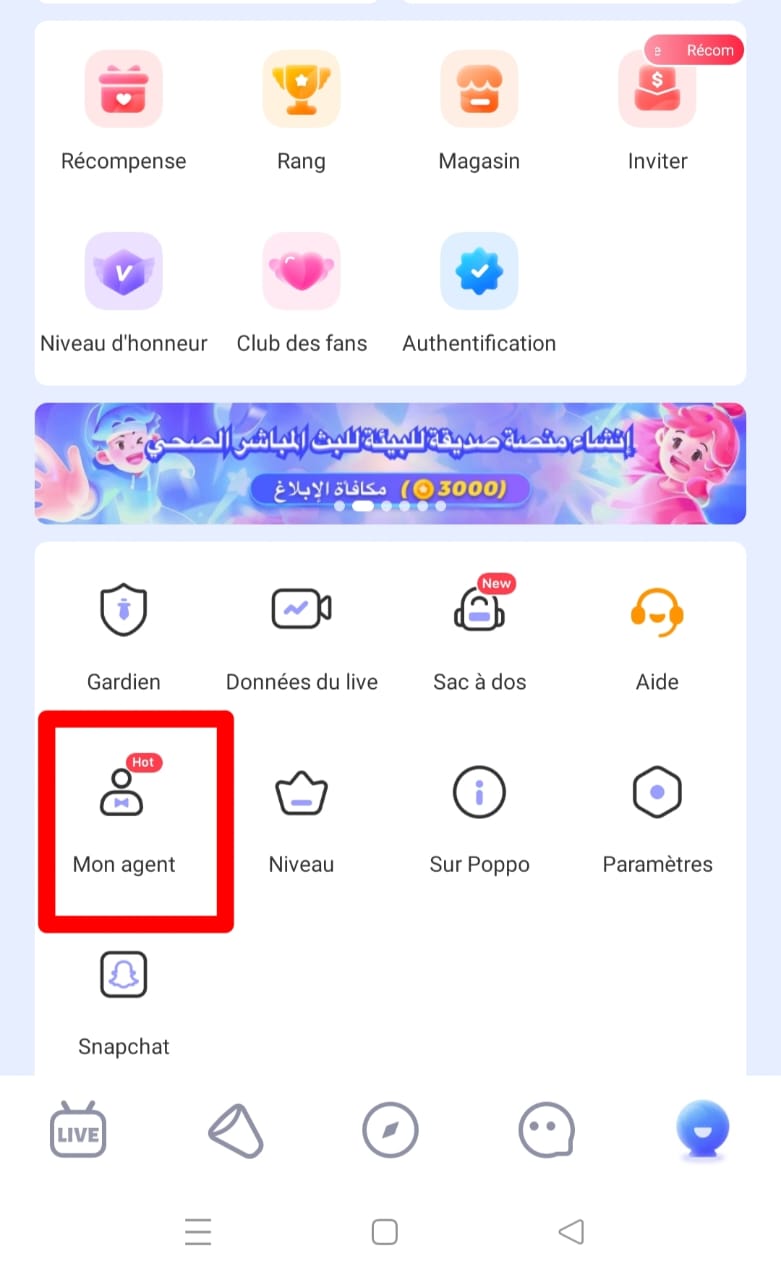 e Récom
$
Récompense Rang Magasin Inviter
V
Niveau d'honneur Club des fans Authentification
إنشاء منصة صديقة للبيئة للبث المباشر الصحي
مكافأة الإبلاغ (3000)
New
Gardien Données du live Sac à dos Aide
Hot
Mon agent Niveau Sur Poppo Paramètres
Snapchat
LIVE